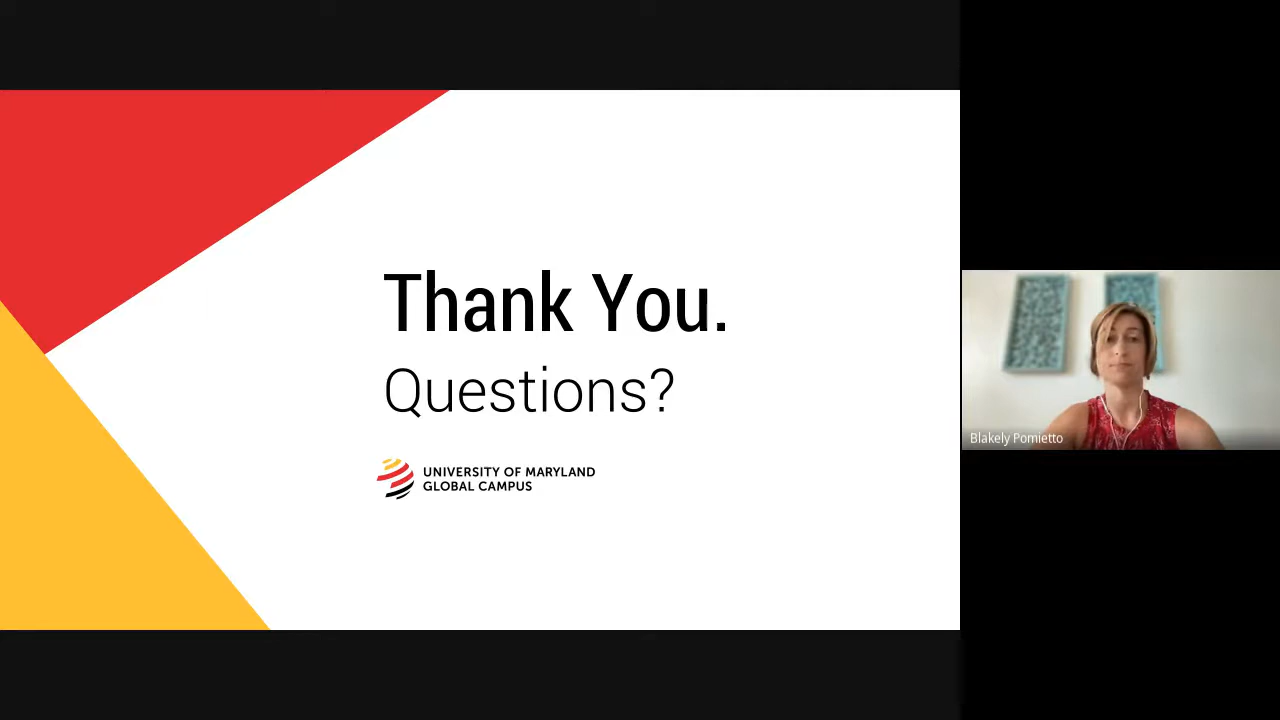 Thank You.
Questions?
UNIVERSITY OF MARYLAND
GLOBAL CAMPUS
Blakely Pomietto